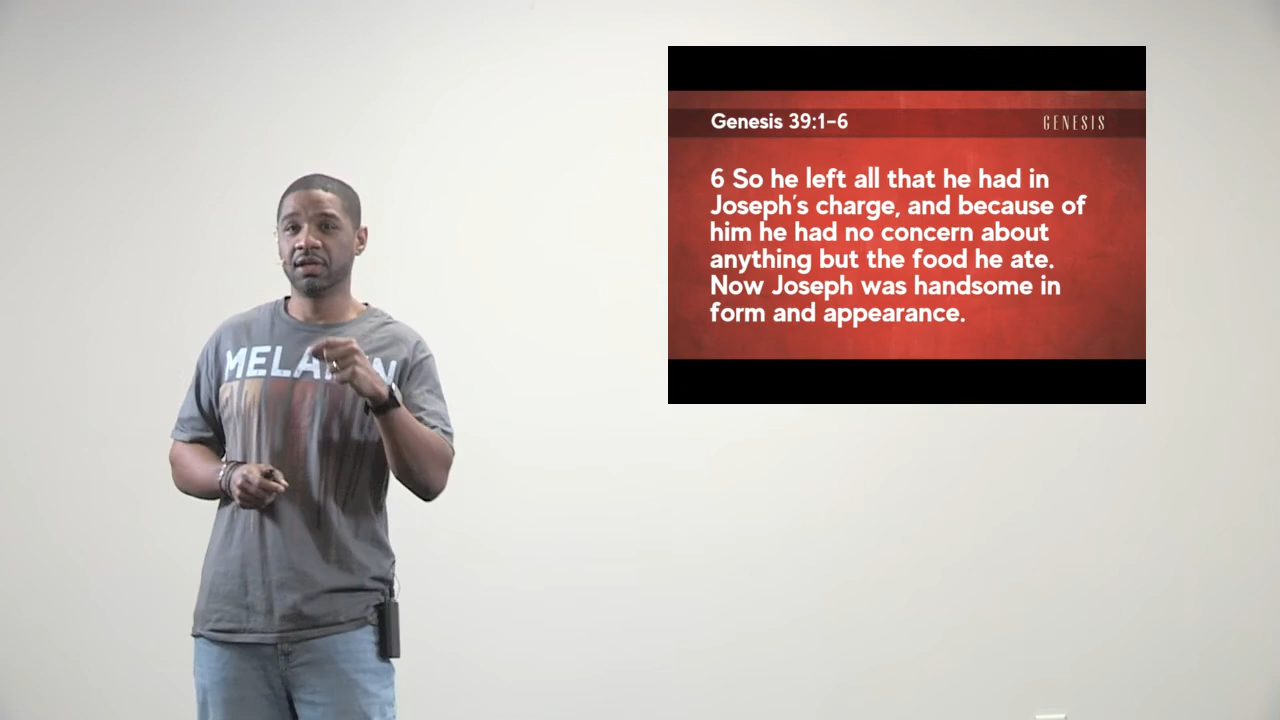 Genesis 39:1-6
GENESIS
6 So he left all that he had in
Joseph's charge, and because of
him he had no concern about
anything but the food he ate.
Now Joseph was handsome in
form and appearance.